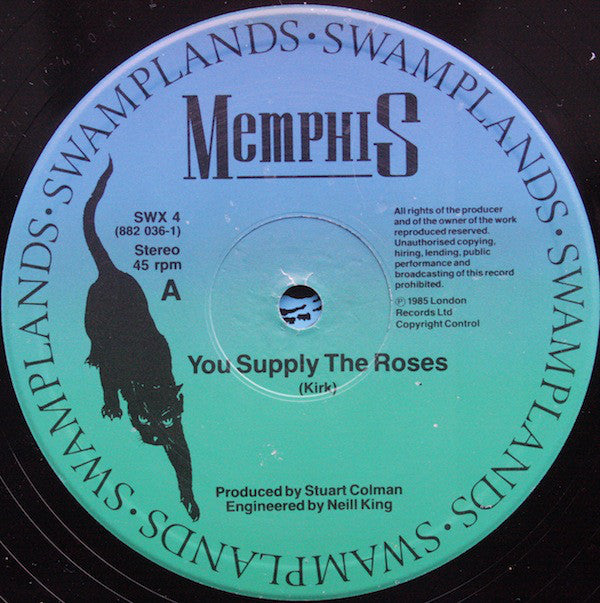 SWAMPLANDS · SWAMPLANDS · SWAMPLANDS · SWAMPLANDS · SWAMPLANDS · SWAMPLANDS ·
MEMPHIS
SWX 4
(882 036-1)
Stereo
45 rpm
A
All rights of the producer
and of the owner of the work
reproduced reserved.
Unauthorised copying,
hiring, lending, public
performance and
broadcasting of this record
prohibited.
Ⓟ 1985 London
Records Ltd
Copyright Control
You Supply The Roses
(Kirk)
Produced by Stuart Colman
Engineered by Neill King